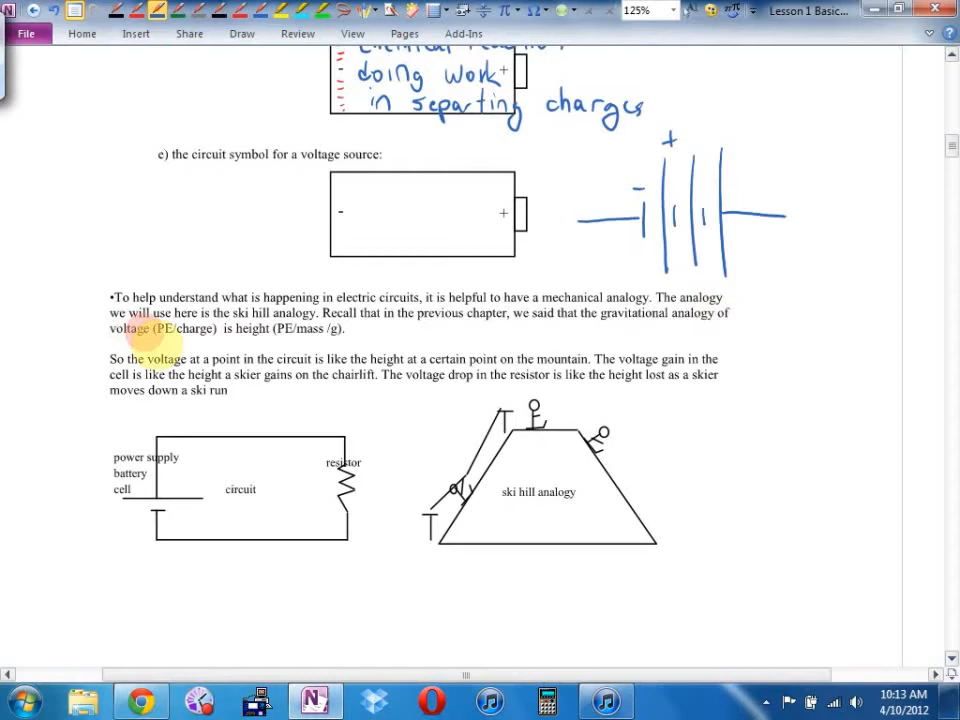 125%
Lesson 1 Basic...
File Home Insert Share Draw Review View Pages Add-Ins
doing work
in separting charges
e) the circuit symbol for a voltage source:
- +
- +
•To help understand what is happening in electric circuits, it is helpful to have a mechanical analogy. The analogy
we will use here is the ski hill analogy. Recall that in the previous chapter, we said that the gravitational analogy of
voltage (PE/charge) is height (PE/mass /g).
So the voltage at a point in the circuit is like the height at a certain point on the mountain. The voltage gain in the
cell is like the height a skier gains on the chairlift. The voltage drop in the resistor is like the height lost as a skier
moves down a ski run
power supply
battery
cell
circuit
resistor
ski hill analogy
10:13 AM
4/10/2012